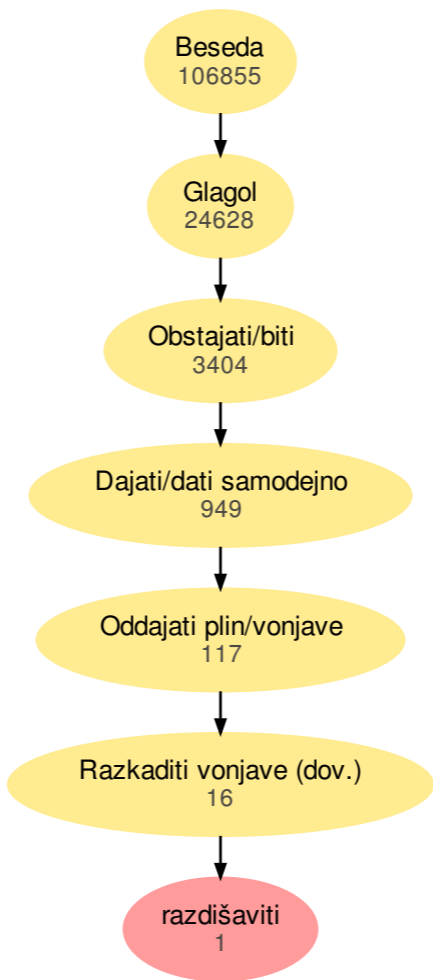 Beseda
106855
Glagol
24628
Obstajati/biti
3404
Dajati/dati samodejno
949
Oddajati plin/vonjave
117
Razkaditi vonjave (dov.)
16
razdišaviti
1